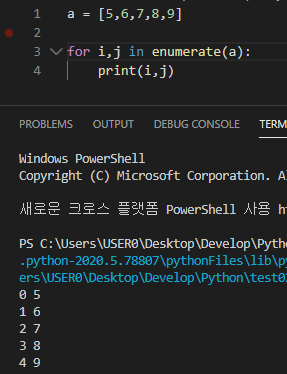 1 a = [5,6,7,8,9]
2
3 for i,j in enumerate(a):
4 print(i,j)
PROBLEMS OUTPUT DEBUG CONSOLE TERM
Windows PowerShell
Copyright (C) Microsoft Corporation. Al
새로운 크로스 플랫폼 PowerShell 사용 ht
PS C:\Users\USER0\Desktop\Develop\Pytho
.python-2020.5.78807\pythonFiles\lib\py
ers\USER0\Desktop\Develop\Python\test02
0 5
1 6
2 7
3 8
4 9